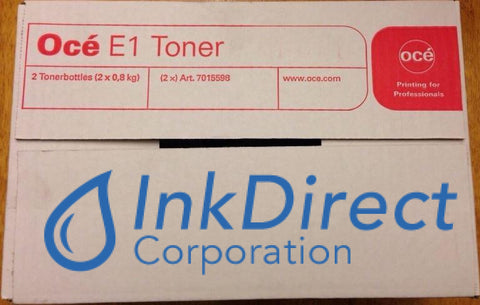 Océ E1 Toner
2 Tonerbottles (2 x 0,8 kg)
(2 x) Art. 7015598
www.oce.com
océ
Printing for
Professionals
InkDirect
Corporation